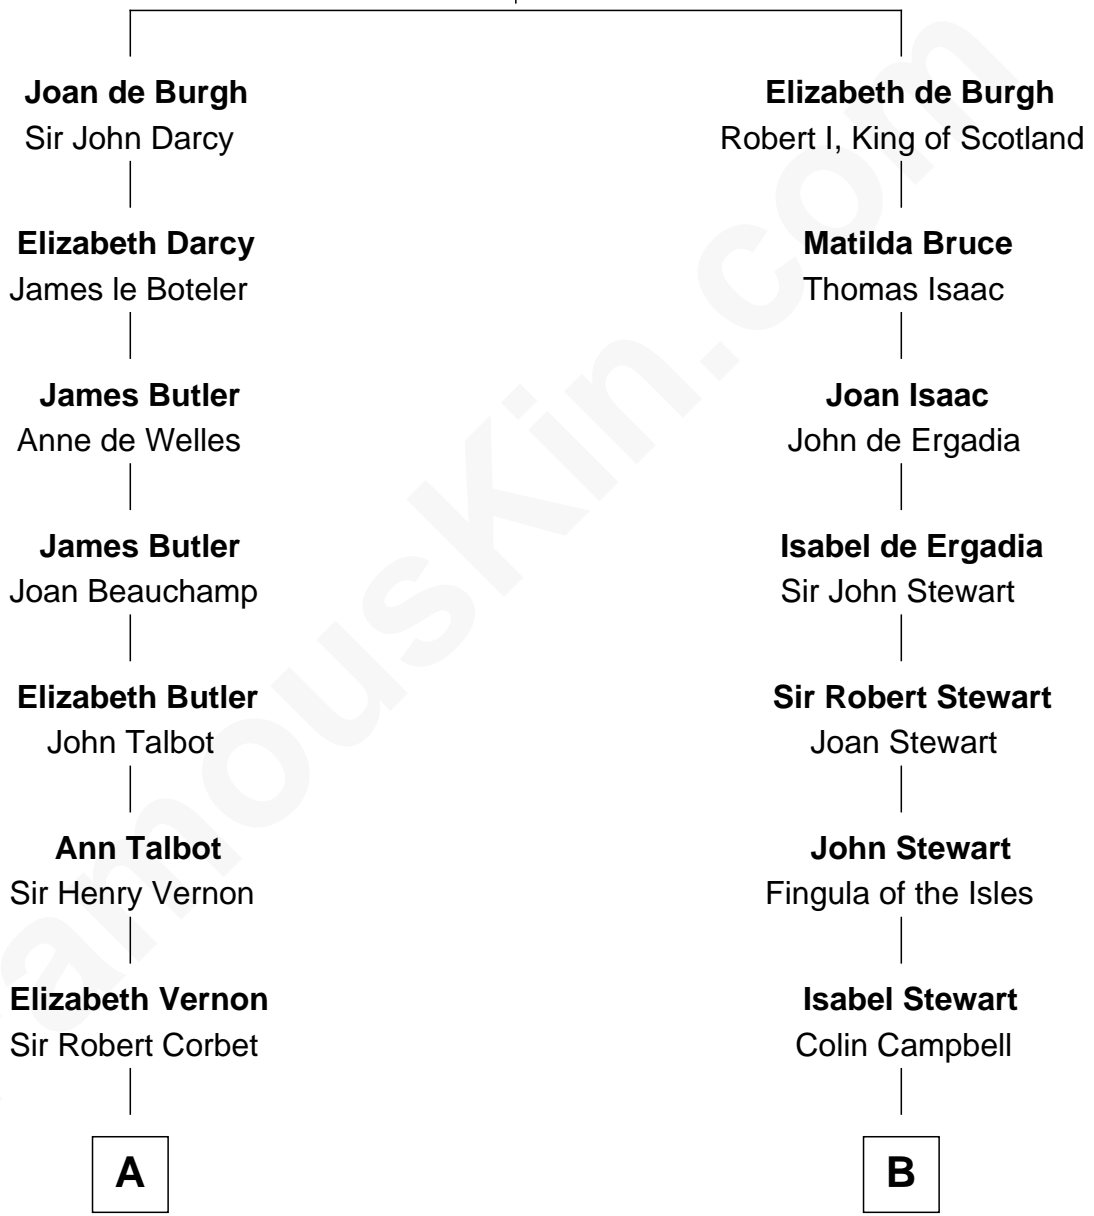 Joan de Burgh
Sir John Darcy
Elizabeth Darcy
James le Boteler
James Butler
Anne de Welles
James Butler
Joan Beauchamp
Elizabeth Butler
John Talbot
Ann Talbot
Sir Henry Vernon
Elizabeth Vernon
Sir Robert Corbet
A
Elizabeth de Burgh
Robert I, King of Scotland
Matilda Bruce
Thomas Isaac
Joan Isaac
John de Ergadia
Isabel de Ergadia
Sir John Stewart
Sir Robert Stewart
Joan Stewart
John Stewart
Fingula of the Isles
Isabel Stewart
Colin Campbell
B
amouskin.com